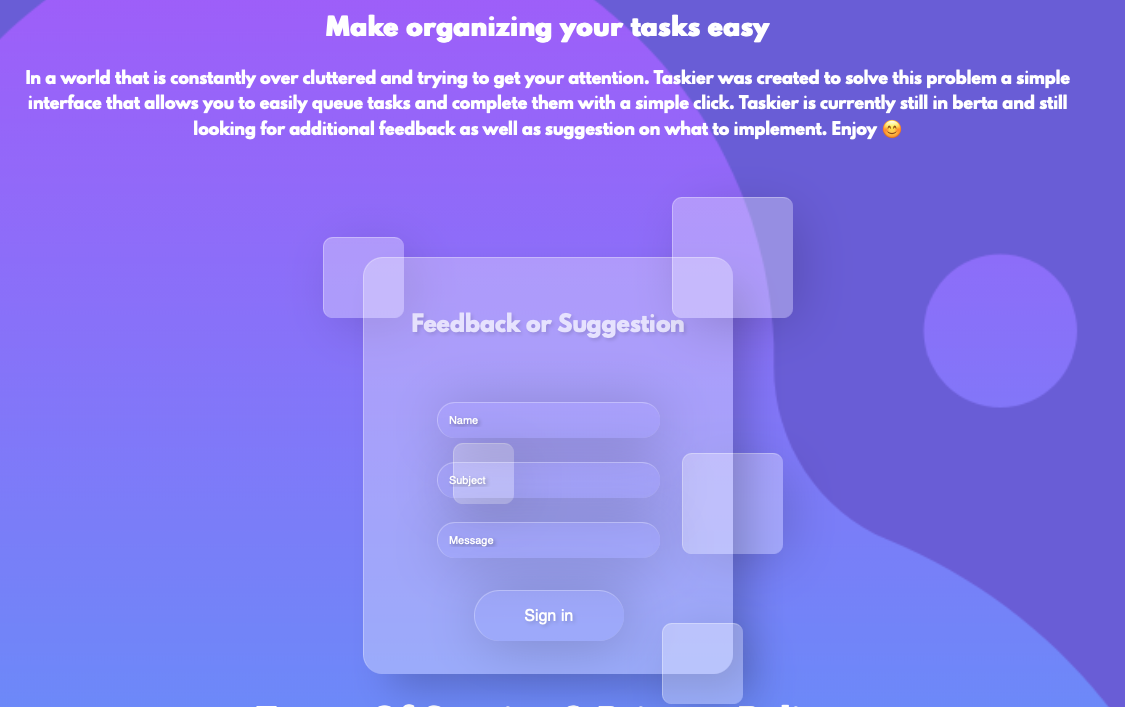 Make organizing your tasks easy
In a world that is constantly over cluttered and trying to get your attention. Taskier was created to solve this problem a simple
interface that allows you to easily queue tasks and complete them with a simple click. Taskier is currently still in berta and still
looking for additional feedback as well as suggestion on what to implement. Enjoy 😊
Feedback or Suggestion
Name
Subject
Message
Sign in